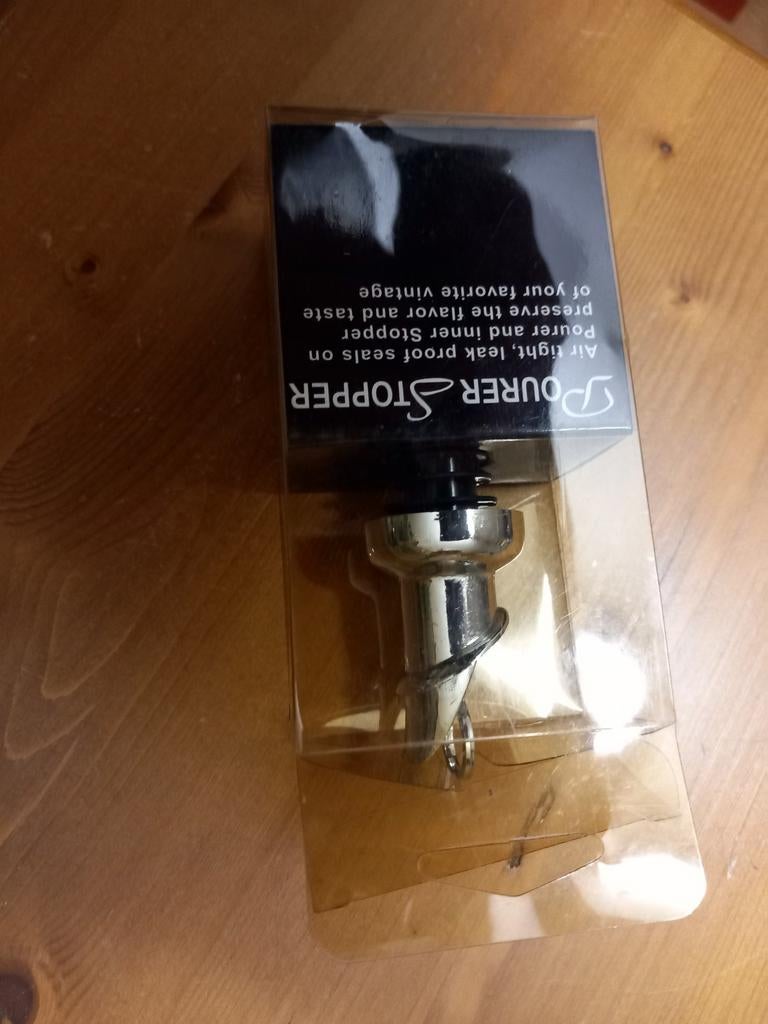 POURER STOPPER
Air tight, leak proof seals on
Pourer and inner Stopper
preserve the flavor and taste
of your favorite vintage